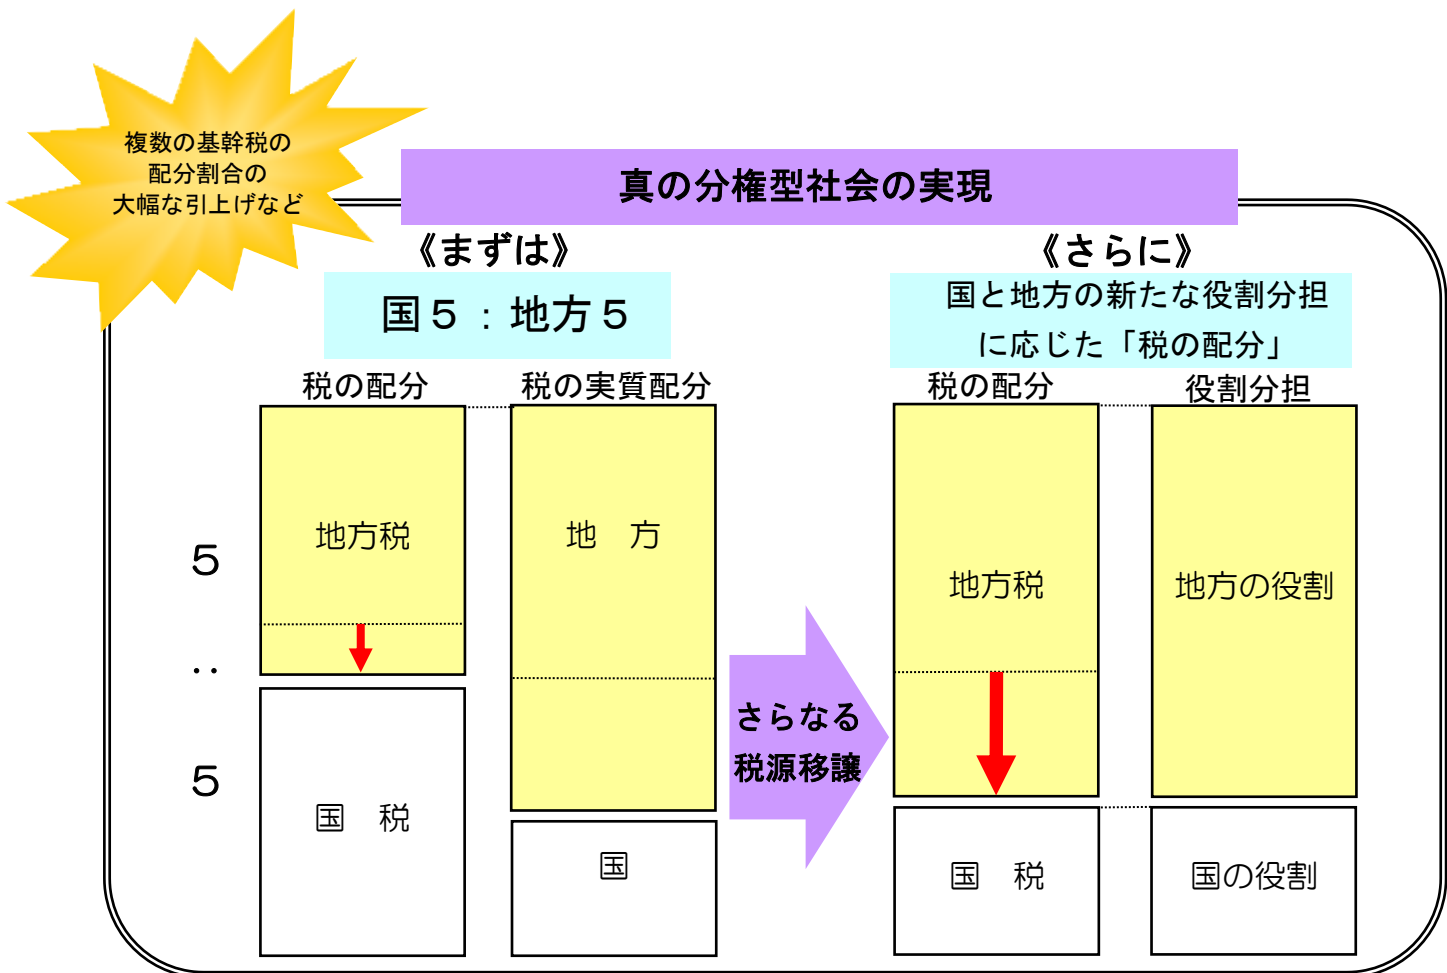 複数の基幹税の
配分割合の
大幅な引上げなど
真の分権型社会の実現
《まずは》
国５：地方５
税の配分
税の実質配分
地方税
地　方
５
：
５
国　税
国
さらなる
税源移譲
《さらに》
国と地方の新たな役割分担
に応じた「税の配分」
税の配分
役割分担
地方税
地方の役割
国　税
国の役割